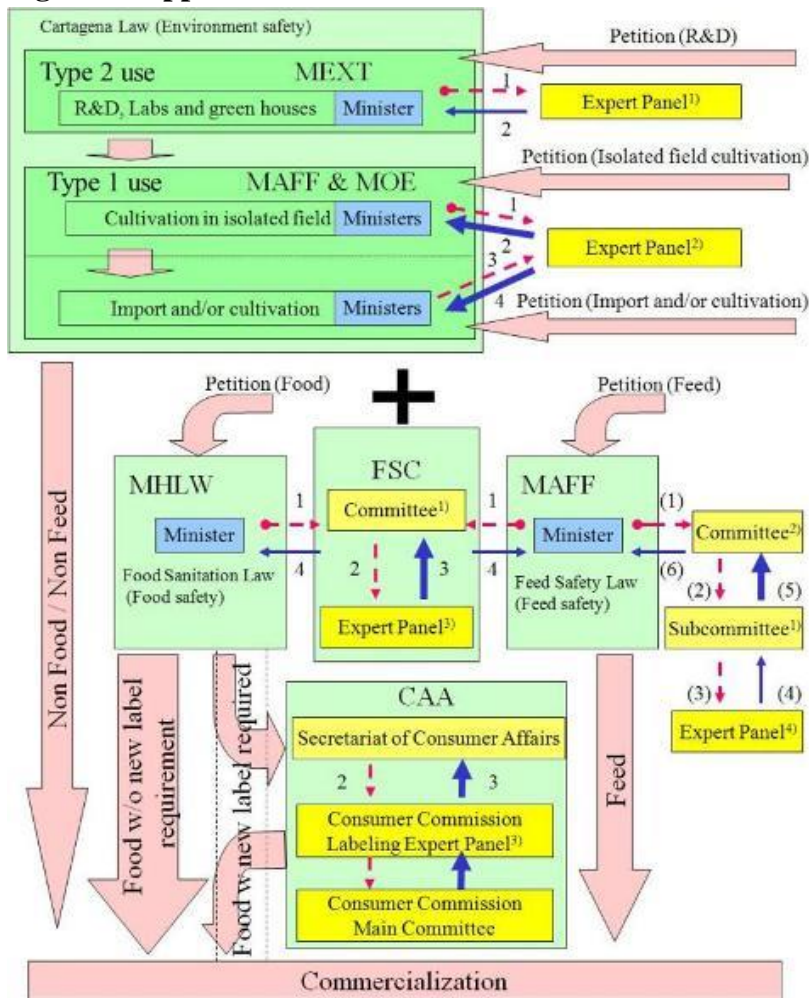 Cartagena Law (Environment safety)
Petition (R&D)
Type 2 use MEXT
1
R&D, Labs and green houses Minister
Expert Panel1)
2
Petition (Isolated field cultivation)
Type 1 use MAFF & MOE
1
Cultivation in isolated field Ministers
2
Expert Panel2)
3
Import and/or cultivation Ministers
4
Petition (Import and/or cultivation)
Petition (Food)
+
Petition (Feed)
MHLW
FSC
MAFF
1
Committee1)
1
(1)
Minister
Minister
Committee2)
4
2
3
4
(6)
Food Sanitation Law
(Food safety)
Feed Safety Law
(Feed safety)
(2)
(5)
Expert Panel3)
Subcommittee1)
(3)
(4)
Expert Panel4)
Non Food / Non Feed
Food w/o new label
requirement
Food w new label required
CAA
Secretariat of Consumer Affairs
2
3
Consumer Commission
Labeling Expert Panel3)
Consumer Commission
Main Committee
Feed
Commercialization